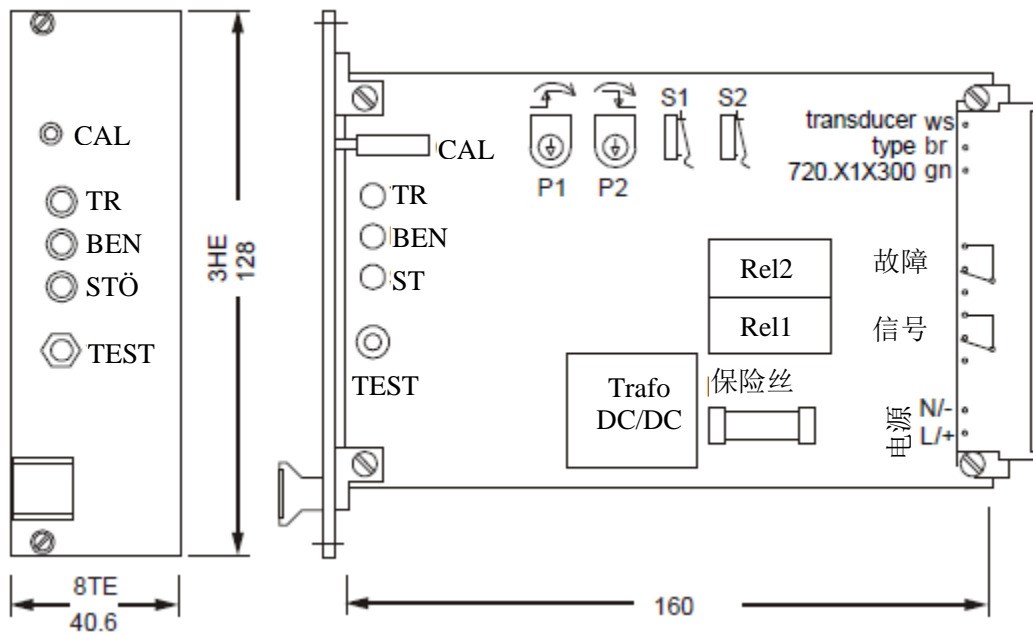 CAL
TR
BEN
STÖ
TEST
8TE
40.6
3HE
128
CAL
TR
BEN
ST
TEST
P1
P2
S1
S2
transducer ws
type br
720.X1X300 gn
Rel2
Rel1
故障
信号
Trafo
DC/DC
保险丝
电源
N/-
L/+
160